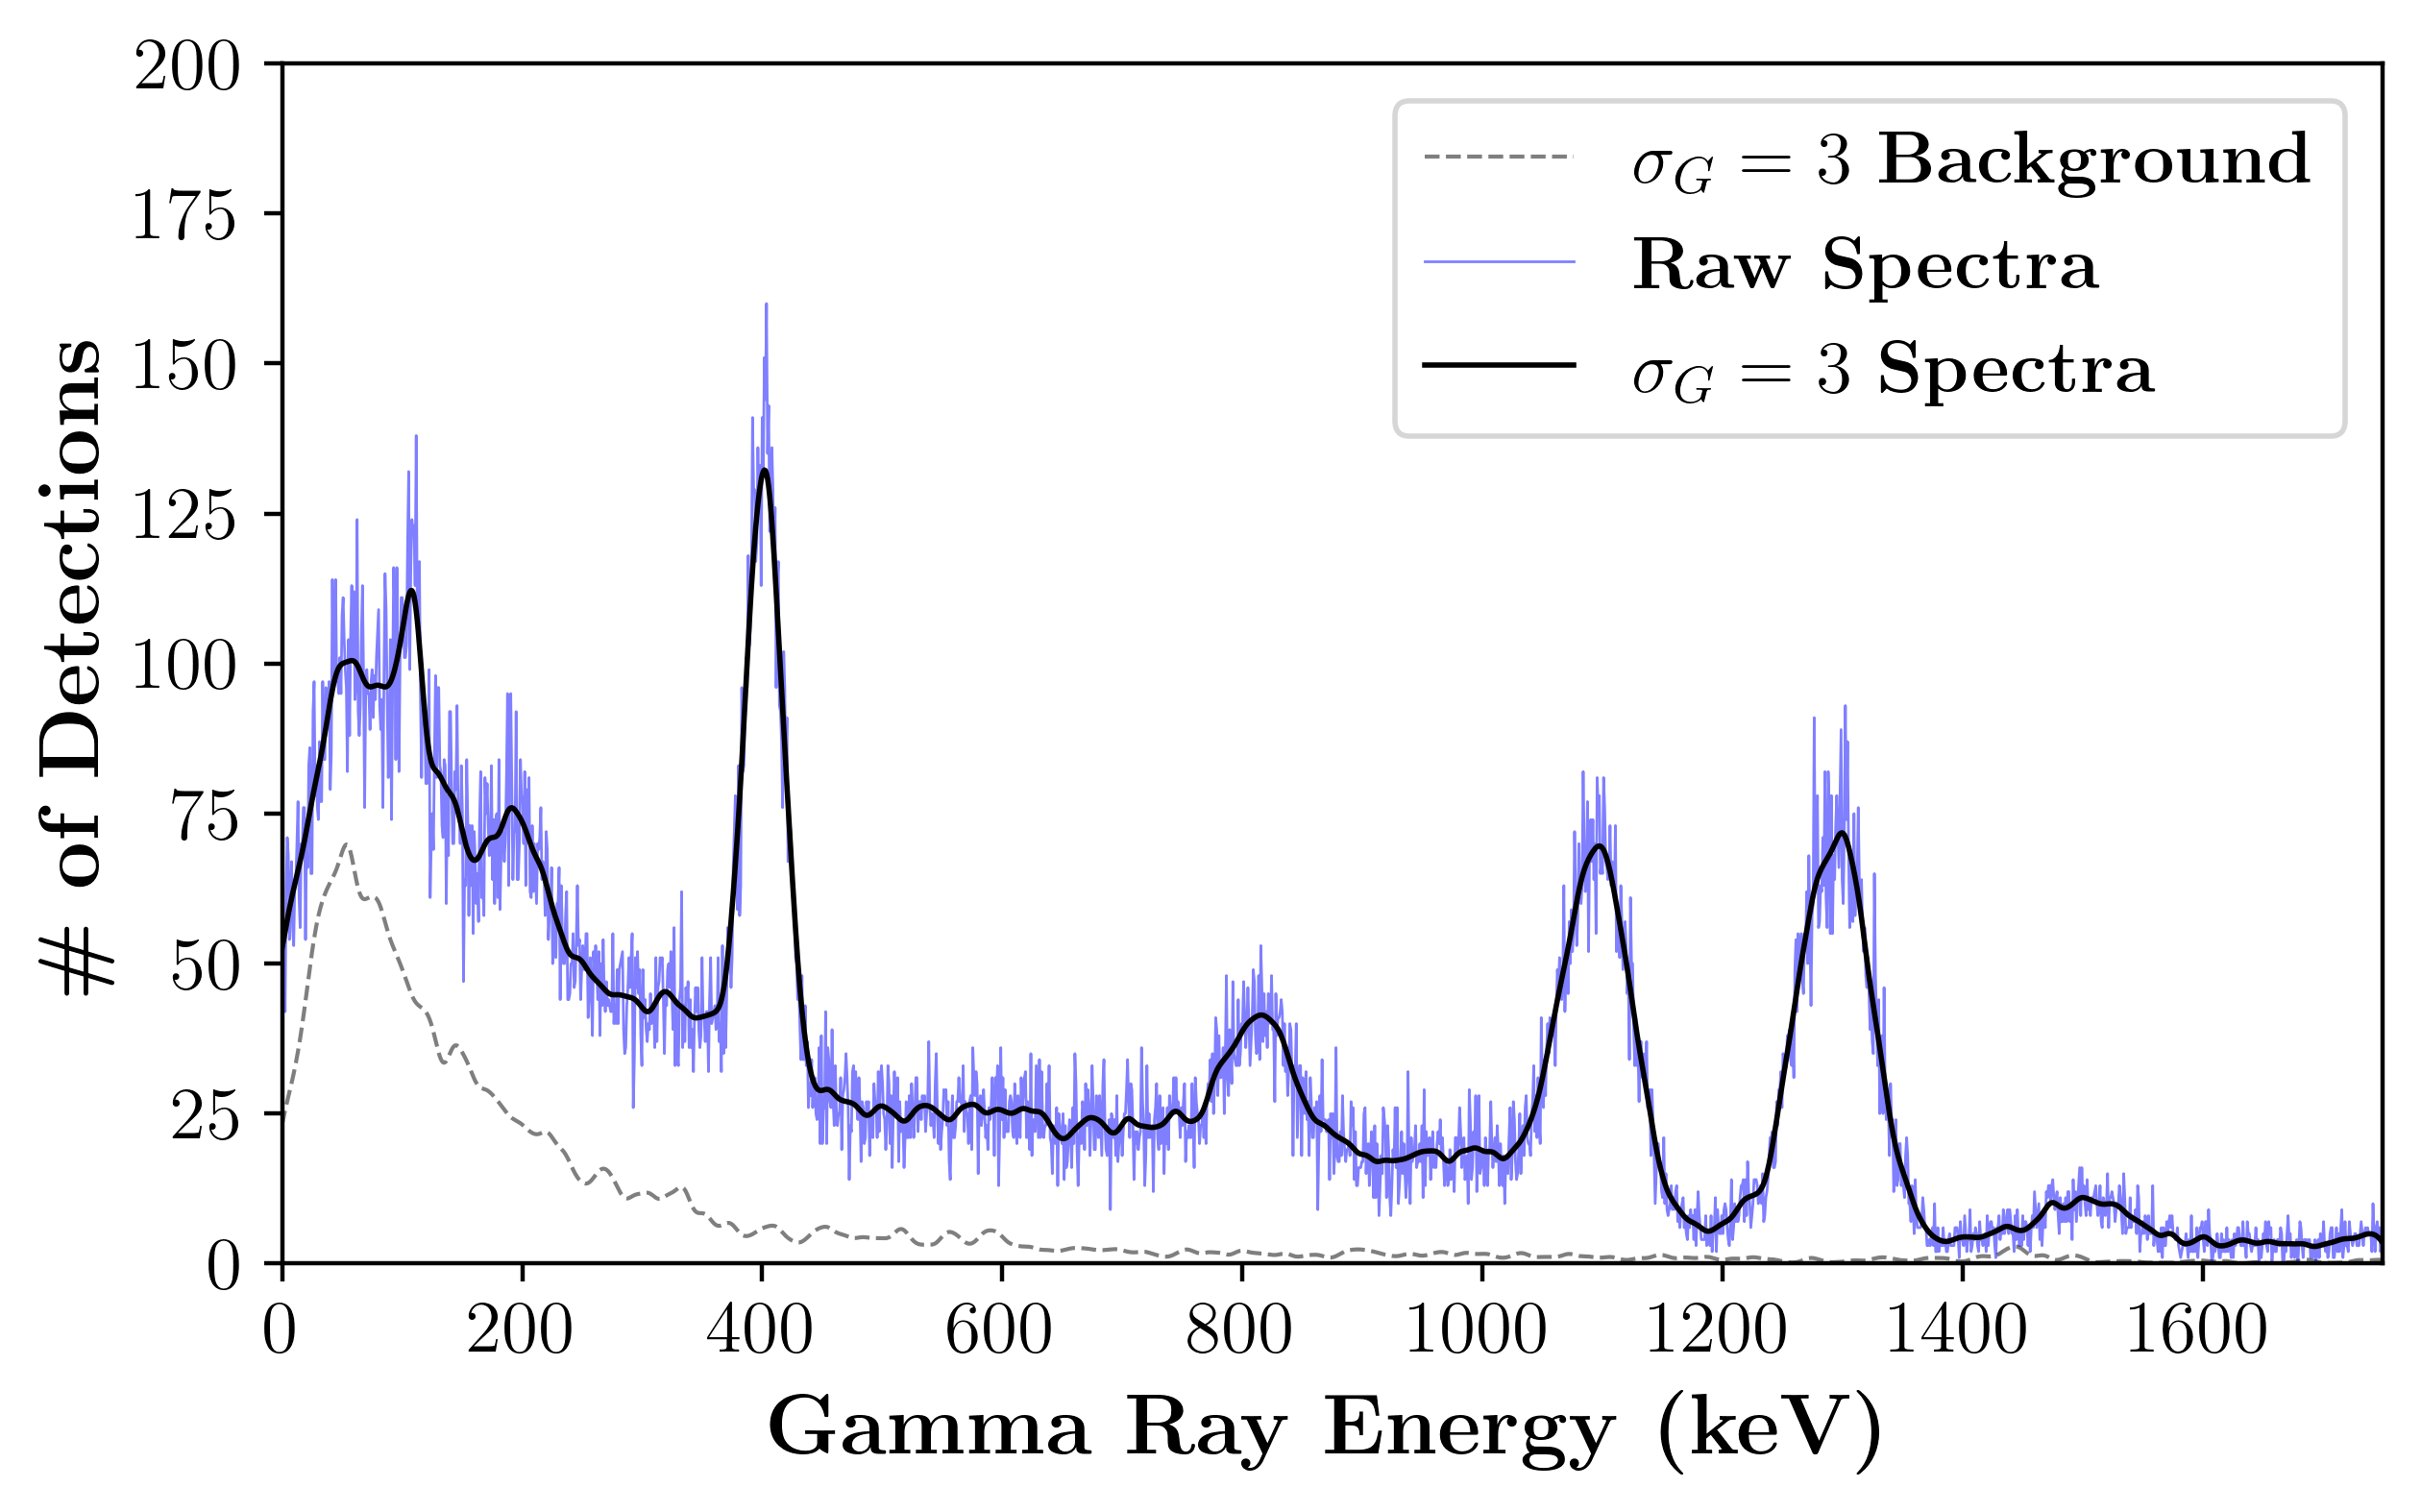 200
175
150
125
100
75
50
25
0
# of Detections
σG = 3 Background
Raw Spectra
σG = 3 Spectra
0 200 400 600 800 1000 1200 1400 1600
Gamma Ray Energy (keV)